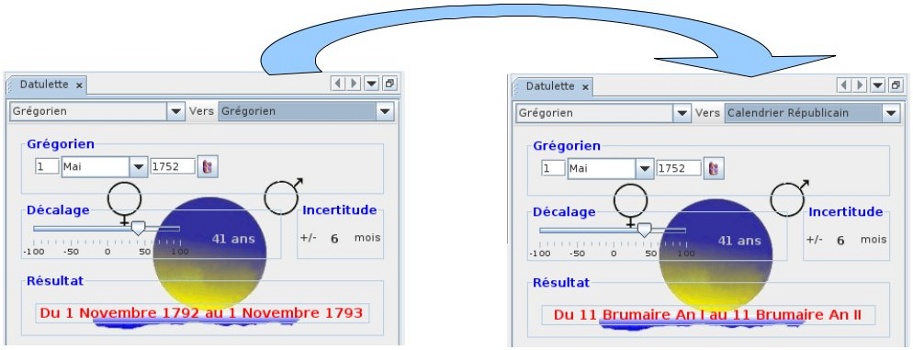 Datulette x
Grégorien Vers Grégorien
Grégorien
1 Mai 1752
Décalage
41 ans
-100 -50 0 50 100
Incertitude
+/- 6 mois
Résultat
Du 1 Novembre 1792 au 1 Novembre 1793
Datulette x
Grégorien Vers Calendrier Républicain
Grégorien
1 Mai 1752
Décalage
41 ans
-100 -50 0 50 100
Incertitude
+/- 6 mois
Résultat
Du 11 Brumaire An I au 11 Brumaire An II